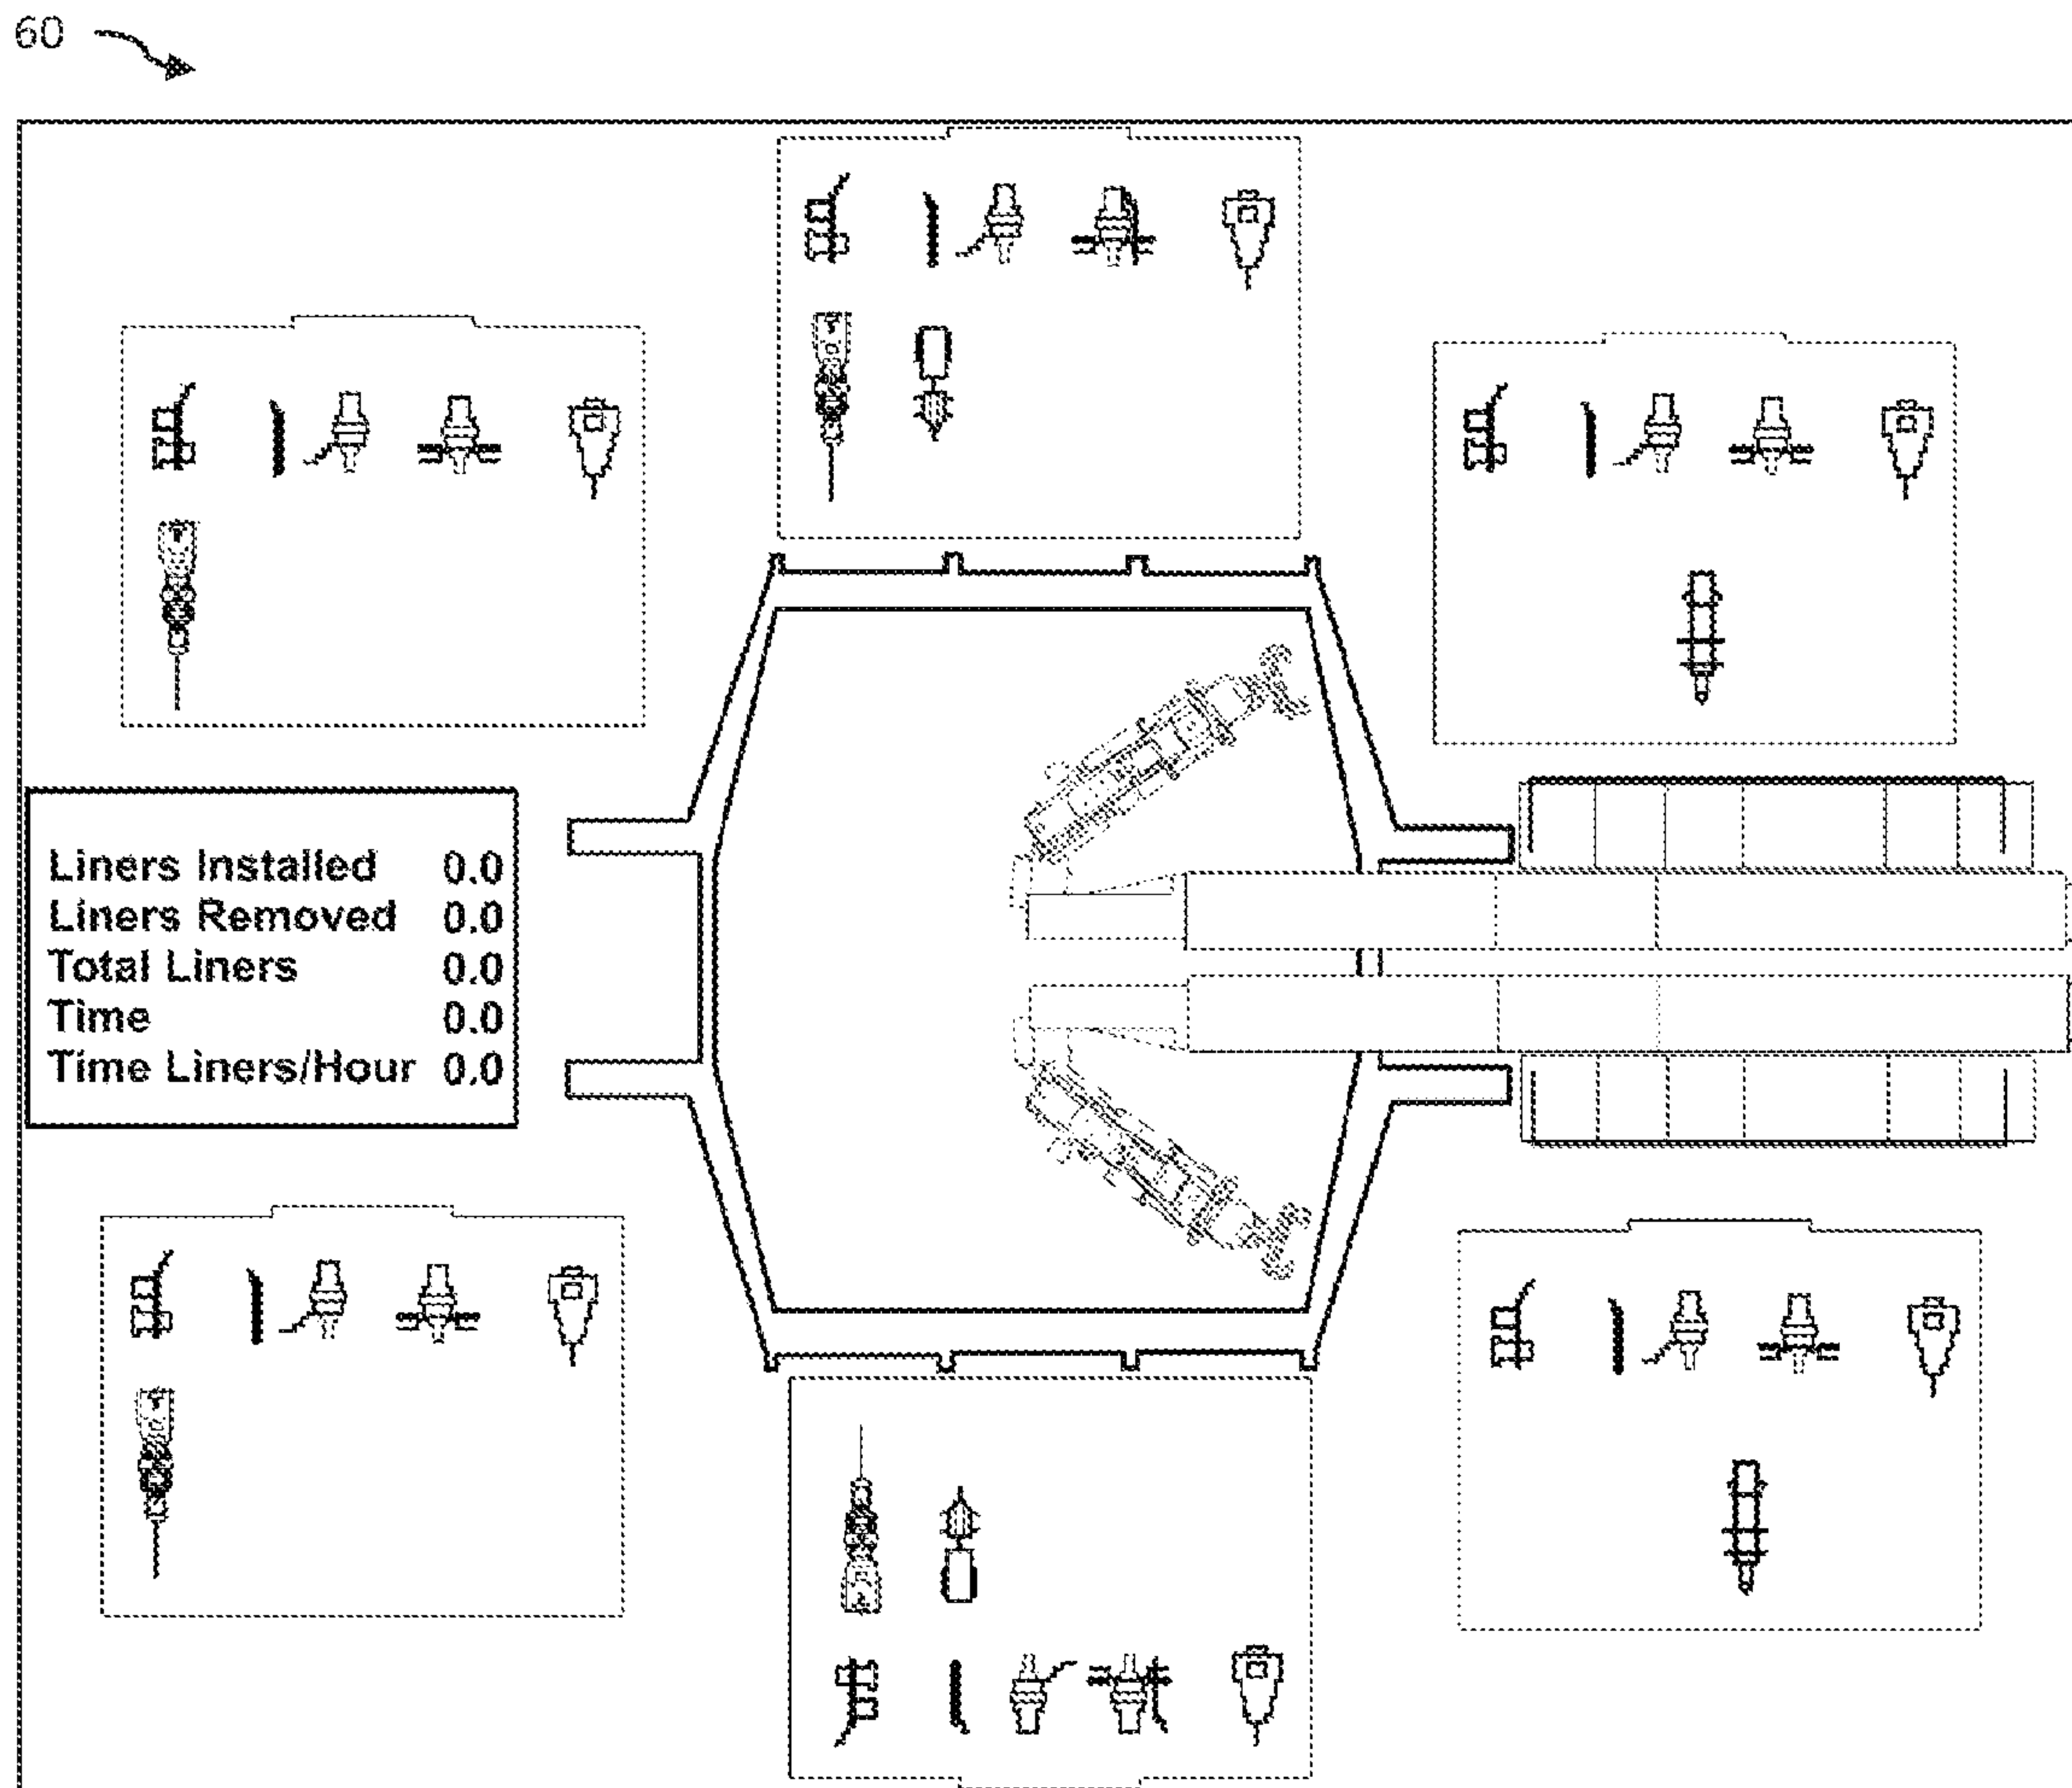 60
Liners Installed 0.0
Liners Removed 0.0
Total Liners 0.0
Time 0.0
Time Liners/Hour 0.0